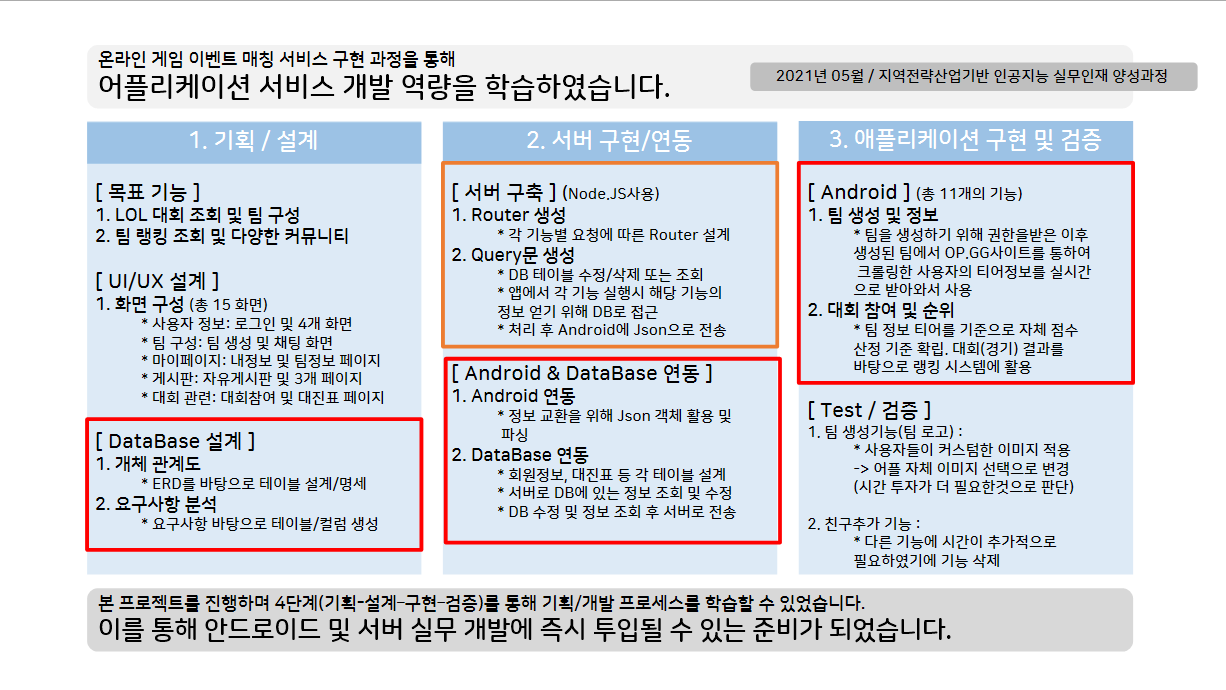 온라인 게임 이벤트 매칭 서비스 구현 과정을 통해
어플리케이션 서비스 개발 역량을 학습하였습니다.
2021년 05월 / 지역전략산업기반 인공지능 실무인재 양성과정
1. 기획 / 설계
[ 목표 기능 ]
1. LOL 대회 조회 및 팀 구성
2. 팀 랭킹 조회 및 다양한 커뮤니티
[ UI/UX 설계 ]
1. 화면 구성 (총 15 화면)
* 사용자 정보: 로그인 및 4개 화면
* 팀 구성: 팀 생성 및 채팅 화면
* 마이페이지: 내정보 및 팀정보 페이지
* 게시판: 자유게시판 및 3개 페이지
* 대회 관련: 대회참여 및 대진표 페이지
[ DataBase 설계 ]
1. 개체 관계도
* ERD를 바탕으로 테이블 설계/명세
2. 요구사항 분석
* 요구사항 바탕으로 테이블/컬럼 생성
2. 서버 구현/연동
[ 서버 구축 ] (Node.JS사용)
1. Router 생성
* 각 기능별 요청에 따른 Router 설계
2. Query문 생성
* DB 테이블 수정/삭제 또는 조회
* 앱에서 각 기능 실행시 해당 기능의
정보 얻기 위해 DB로 접근
* 처리 후 Android에 Json으로 전송
[ Android & DataBase 연동 ]
1. Android 연동
* 정보 교환을 위해 Json 객체 활용 및
파싱
2. DataBase 연동
* 회원정보, 대진표 등 각 테이블 설계
* 서버로 DB에 있는 정보 조회 및 수정
* DB 수정 및 정보 조회 후 서버로 전송
3. 애플리케이션 구현 및 검증
[ Android ] (총 11개의 기능)
1. 팀 생성 및 정보
* 팀을 생성하기 위해 권한을받은 이후
생성된 팀에서 OP.GG사이트를 통하여
크롤링한 사용자의 티어정보를 실시간
으로 받아와서 사용
2. 대회 참여 및 순위
* 팀 정보 티어를 기준으로 자체 점수
산정 기준 확립. 대회(경기) 결과를
바탕으로 랭킹 시스템에 활용
[ Test / 검증 ]
1. 팀 생성기능(팀 로고) :
* 사용자들이 커스텀한 이미지 적용
-> 어플 자체 이미지 선택으로 변경
(시간 투자가 더 필요한것으로 판단)
2. 친구추가 기능 :
* 다른 기능에 시간이 추가적으로
필요하였기에 기능 삭제
본 프로젝트를 진행하며 4단계(기획-설계-구현-검증)를 통해 기획/개발 프로세스를 학습할 수 있었습니다.
이를 통해 안드로이드 및 서버 실무 개발에 즉시 투입될 수 있는 준비가 되었습니다.